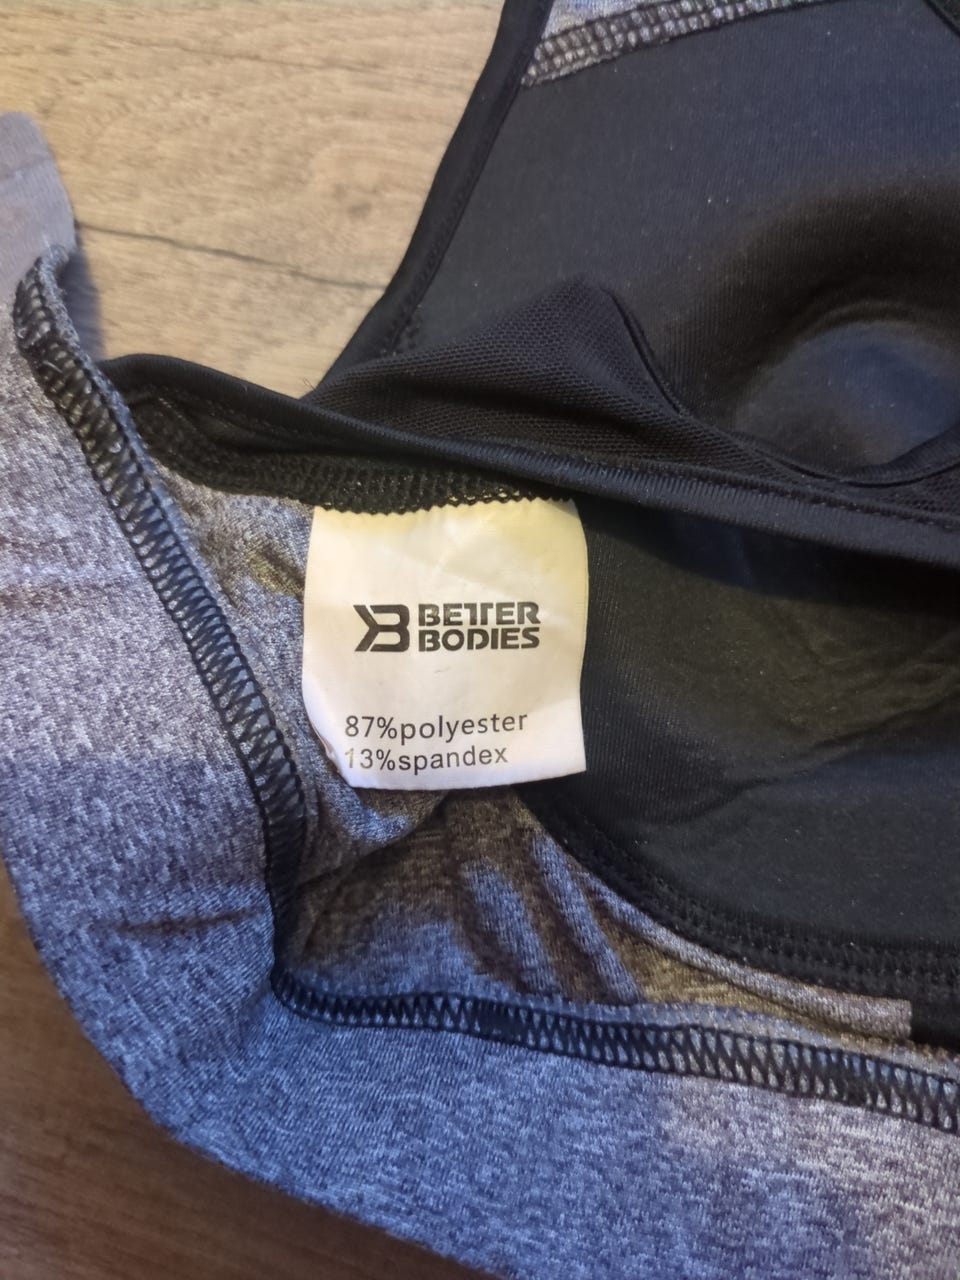 BETTER
BODIES
87%polyester
13%spandex